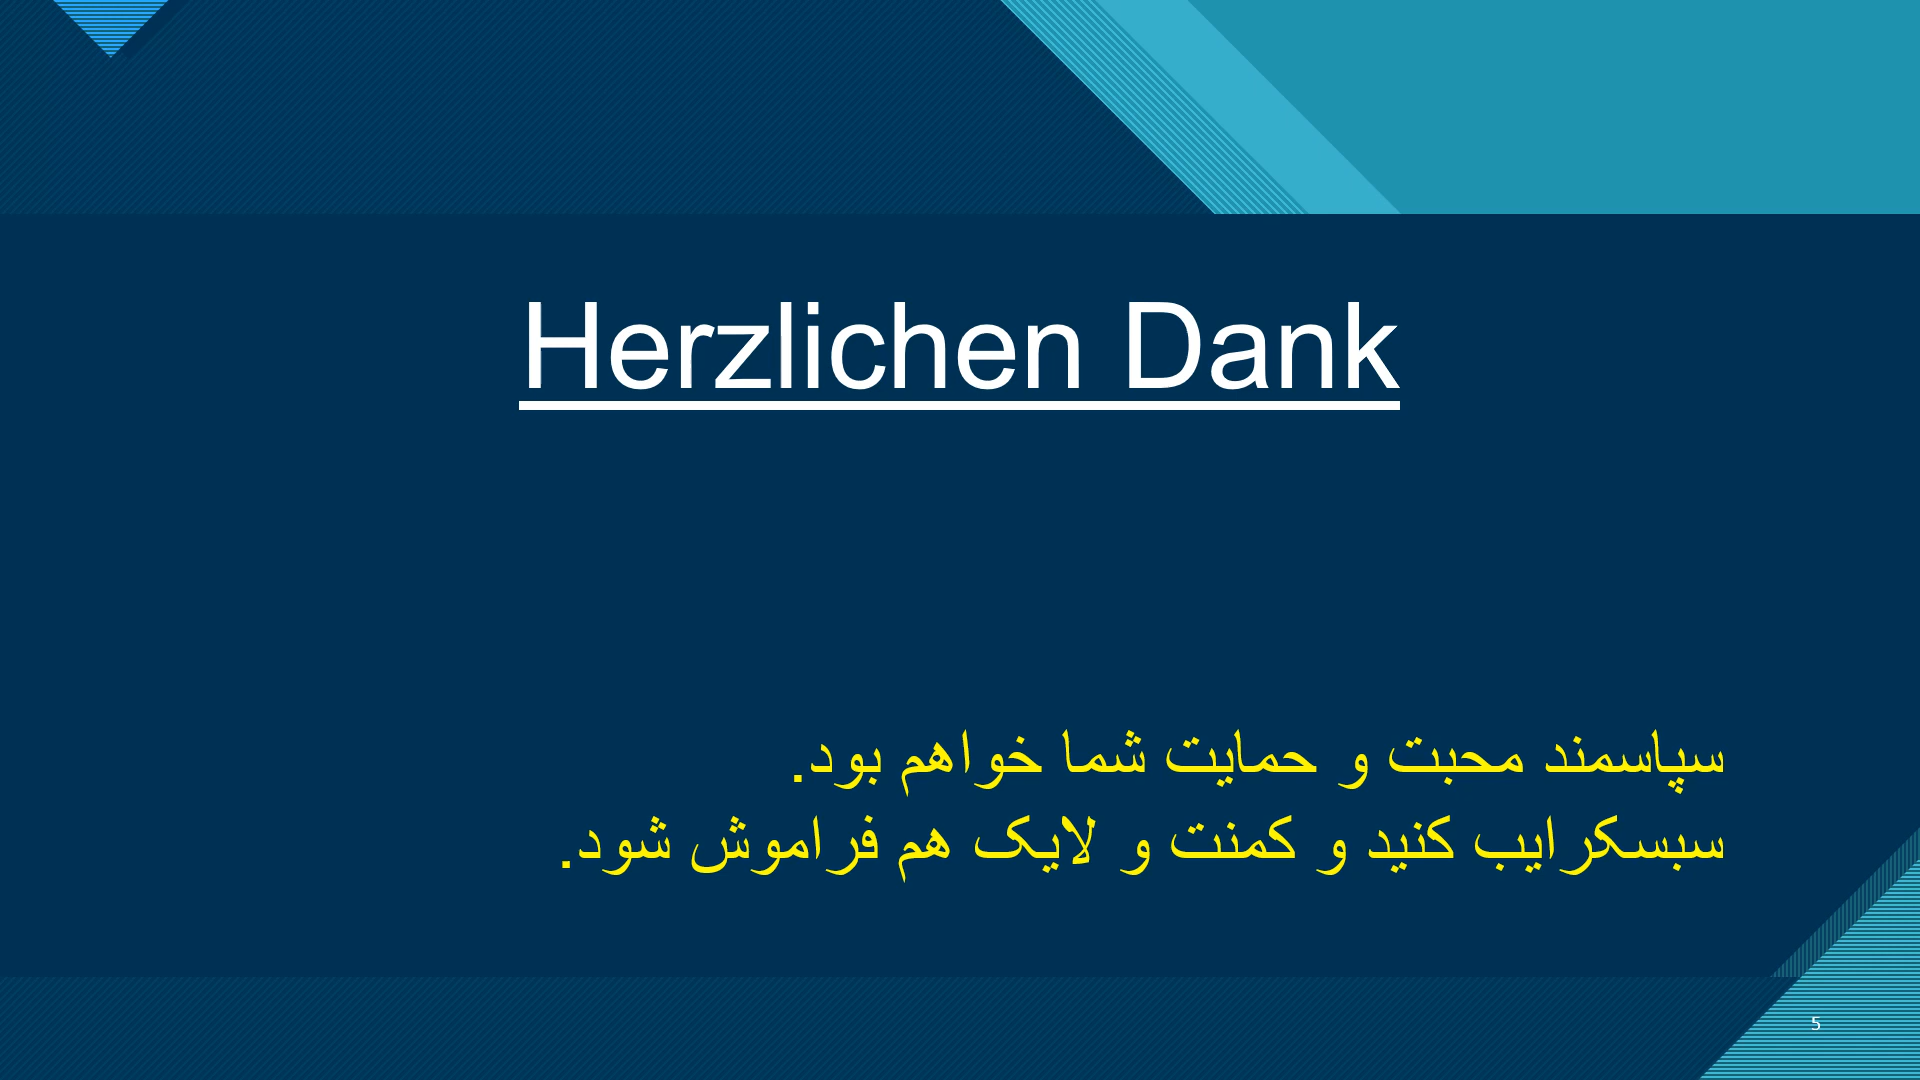 Herzlichen Dank
سپاسمند محبت و حمایت شما خواهم بود.
سبسکرایب کنید و کمنت و لایک هم فراموش شود.
5